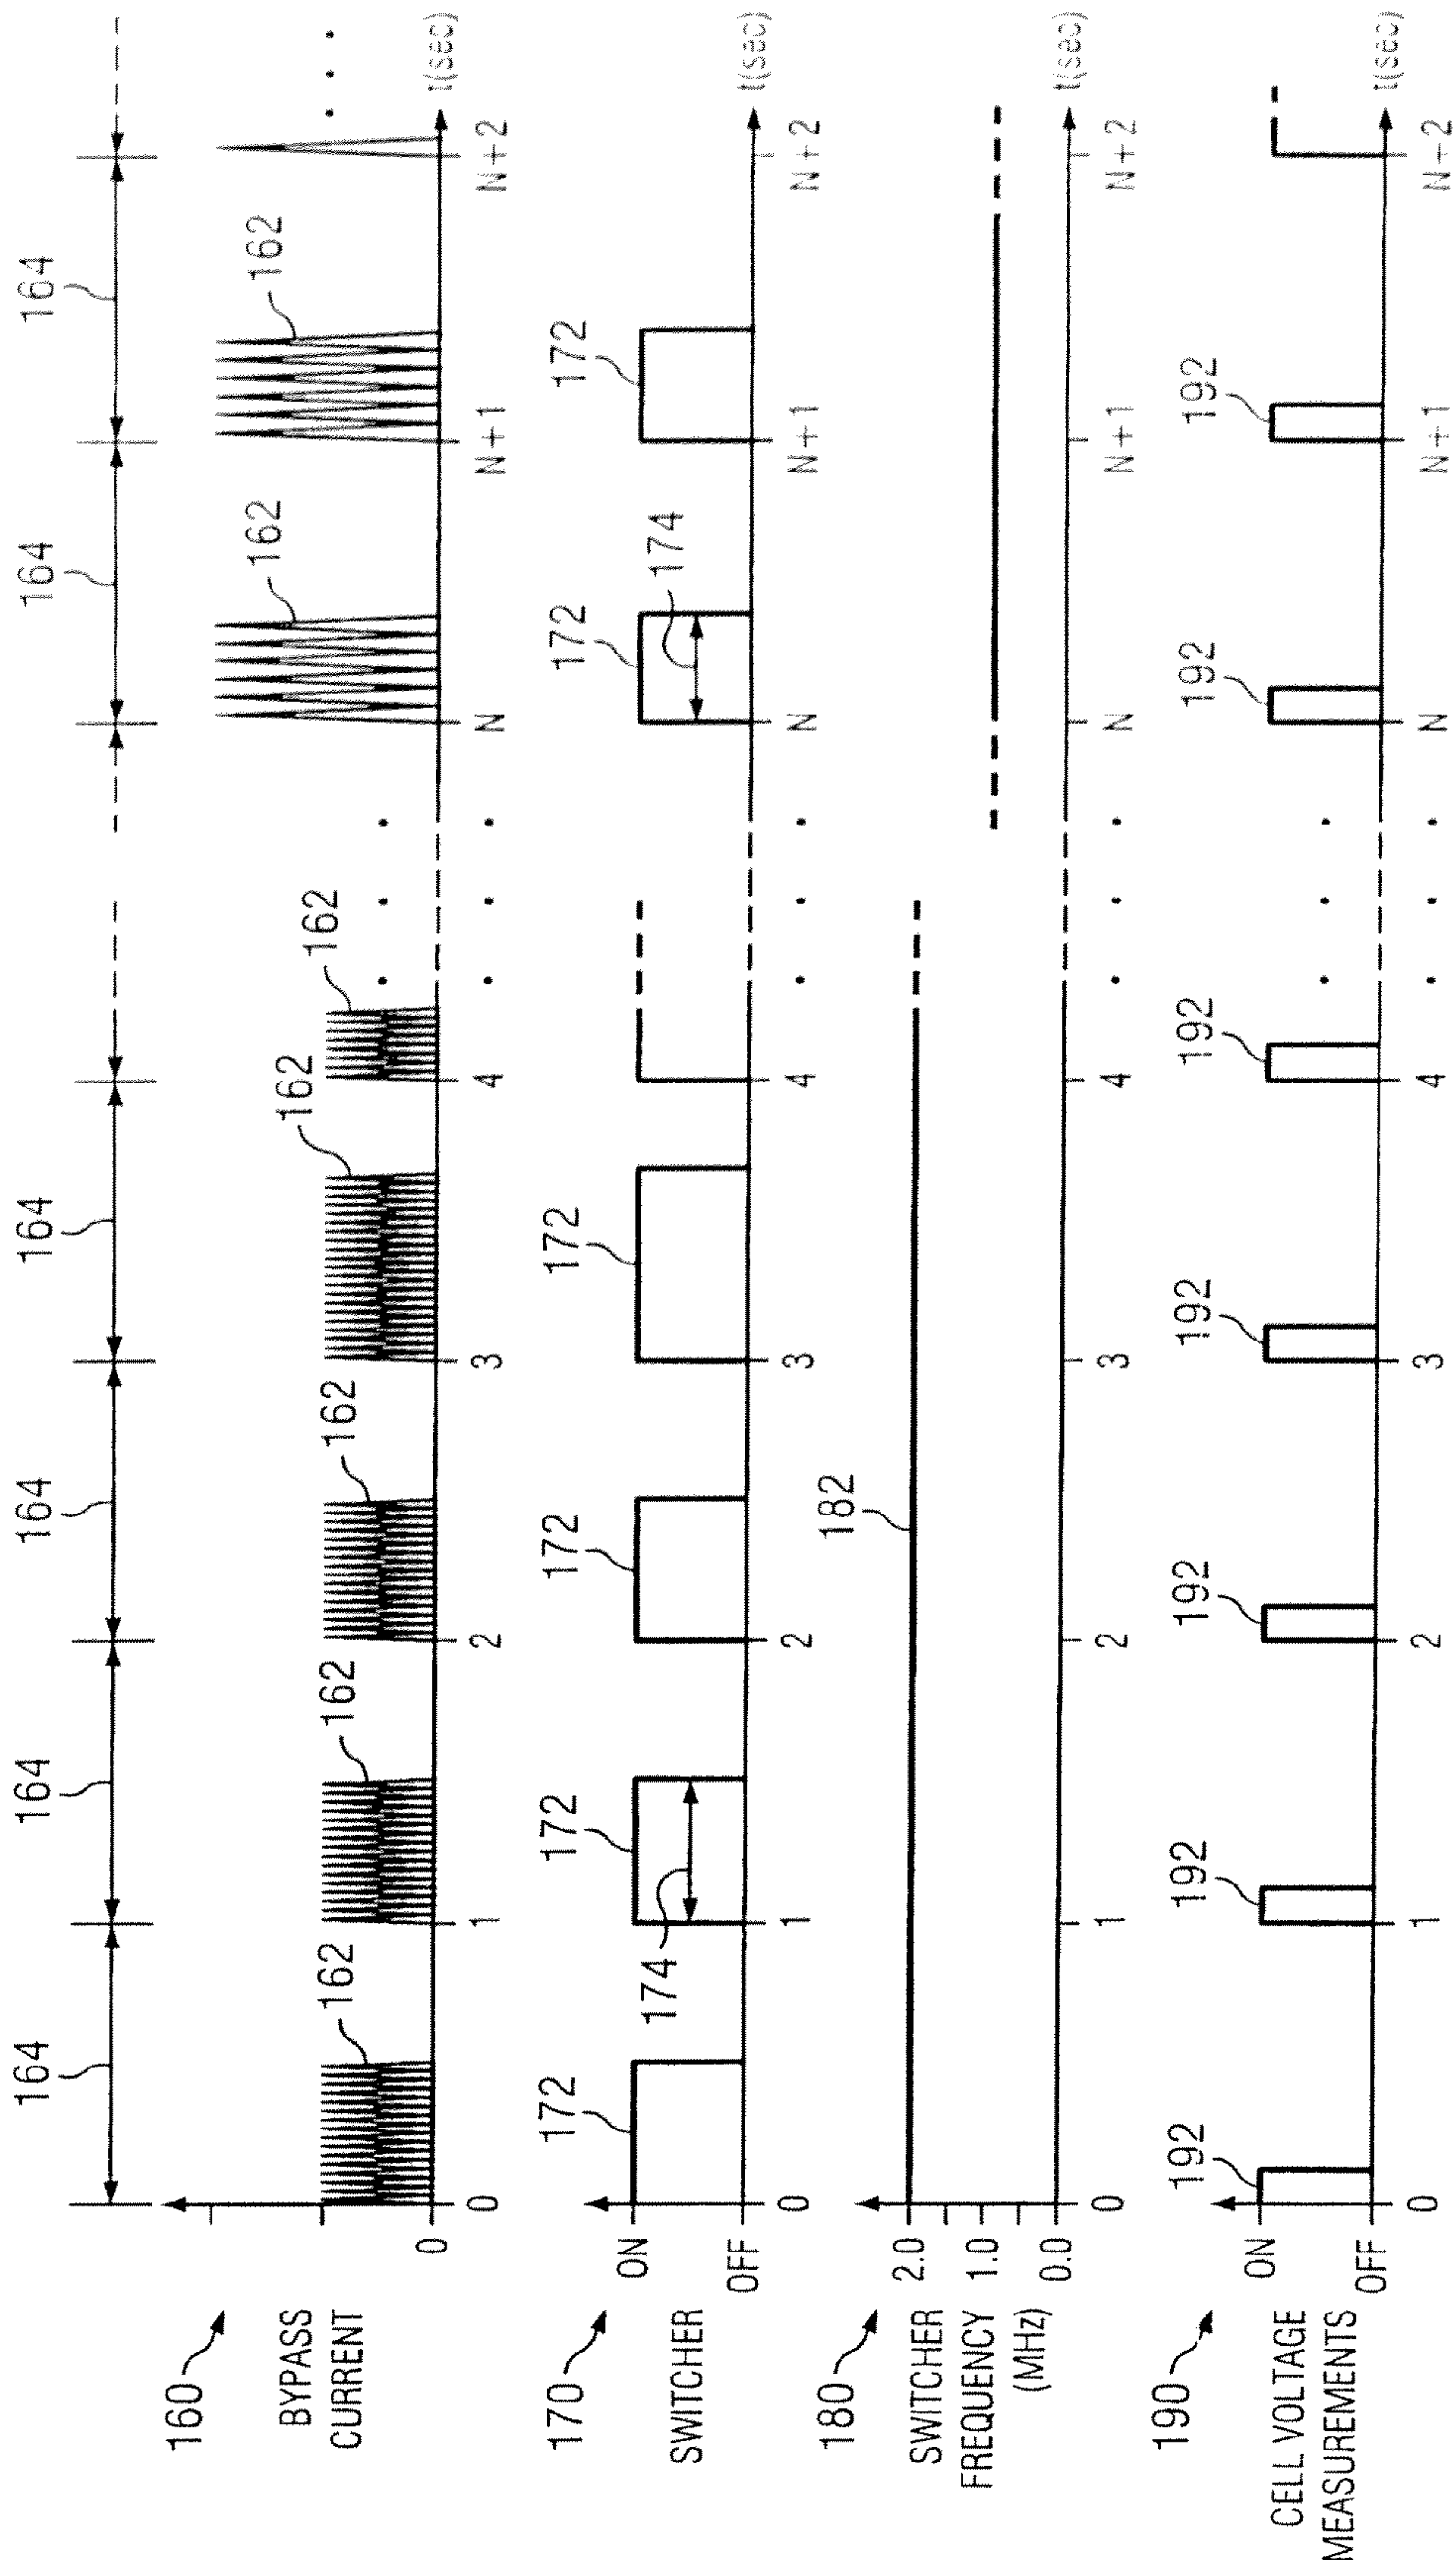 164 164 164 164 164 164
160
BYPASS
CURRENT
162 162 162 162 162 162 162
0
0 1 2 3 4 N N+1 N+2 t(sec)
170
SWITCHER
ON
OFF
172 172 172 172 172 172
174 174
0 1 2 3 4 N N+1 N+2 t(sec)
180
SWITCHER
FREQUENCY
(MHz)
2.0
1.0
0.0
182
0 1 2 3 4 N N+1 N+2 t(sec)
190
CELL VOLTAGE
MEASUREMENTS
ON
OFF
192 192 192 192 192 192 192
0 1 2 3 4 N N+1 N+2 t(sec)